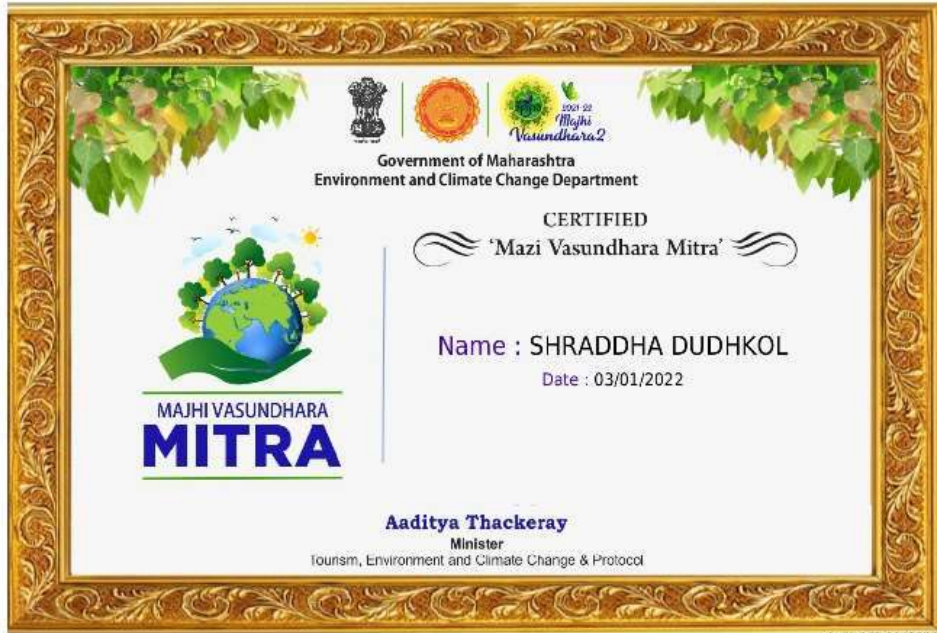 2021-22
Majhi
Vasundhara2
Government of Maharashtra
Environment and Climate Change Department
CERTIFIED
'Mazi Vasundhara Mitra'
Name : SHRADDHA DUDHKOL
Date : 03/01/2022
MAJHI VASUNDHARA
MITRA
Aaditya Thackeray
Minister
Tourism, Environment and Climate Change & Protocol